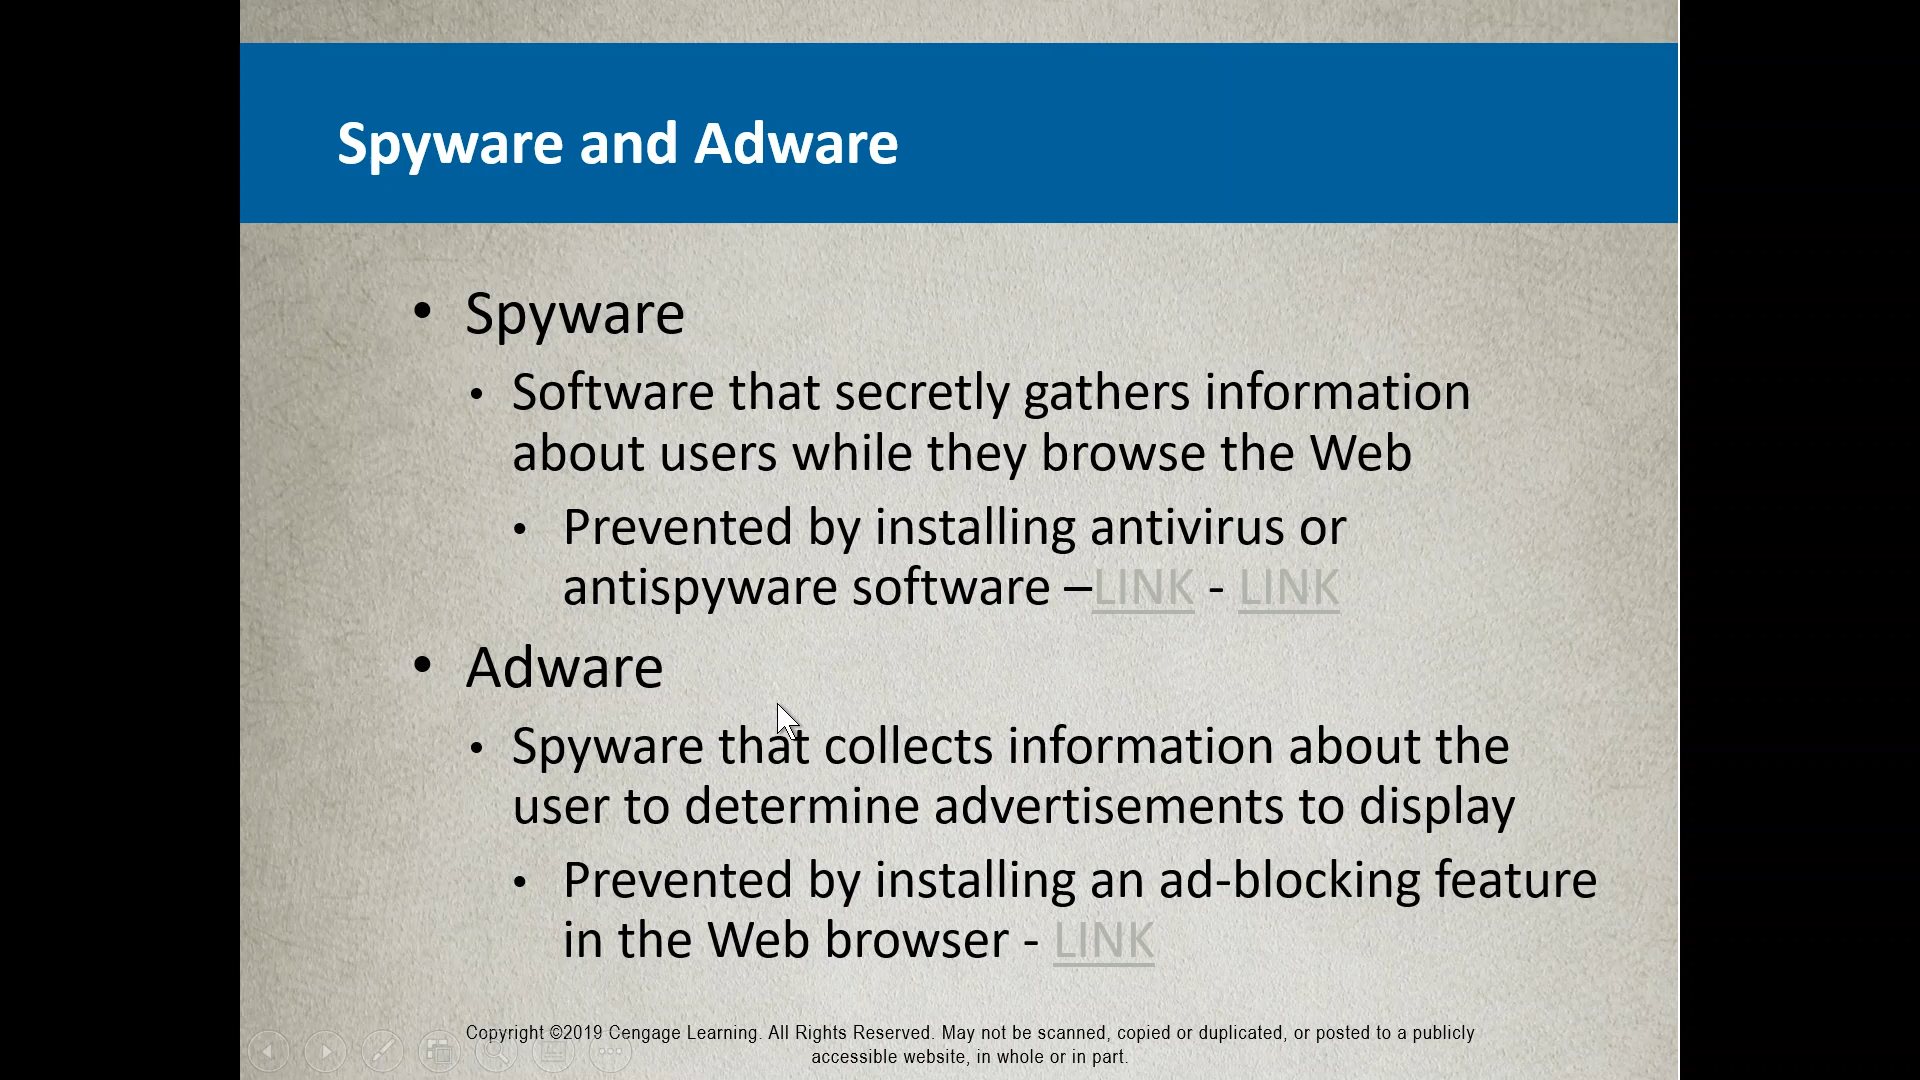 Spyware and Adware
• Spyware
• Software that secretly gathers information
about users while they browse the Web
• Prevented by installing antivirus or
antispyware software –LINK - LINK
• Adware
• Spyware that collects information about the
user to determine advertisements to display
• Prevented by installing an ad-blocking feature
in the Web browser - LINK
Copyright ©2019 Cengage Learning. All Rights Reserved. May not be scanned, copied or duplicated, or posted to a publicly
accessible website, in whole or in part.